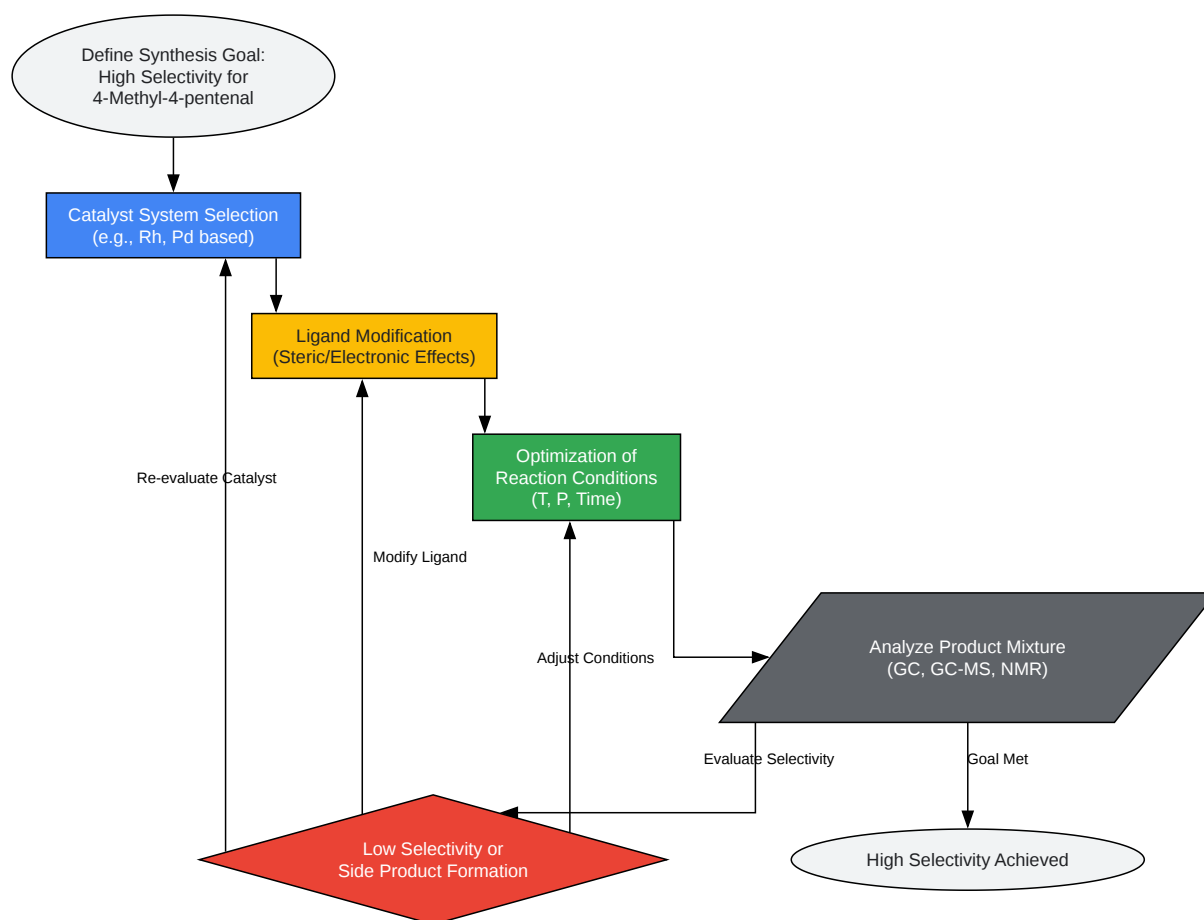 Define Synthesis Goal:
High Selectivity for
4-Methyl-4-pentenal
Catalyst System Selection
(e.g., Rh, Pd based)
Ligand Modification
(Steric/Electronic Effects)
Optimization of
Reaction Conditions
(T, P, Time)
Re-evaluate Catalyst
Modify Ligand
Adjust Conditions
Analyze Product Mixture
(GC, GC-MS, NMR)
Evaluate Selectivity
Goal Met
Low Selectivity or
Side Product Formation
High Selectivity Achieved